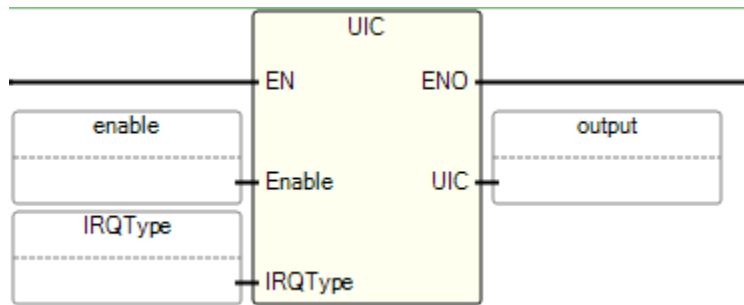 UIC
EN ENO
enable output
Enable UIC
IRQType
IRQType